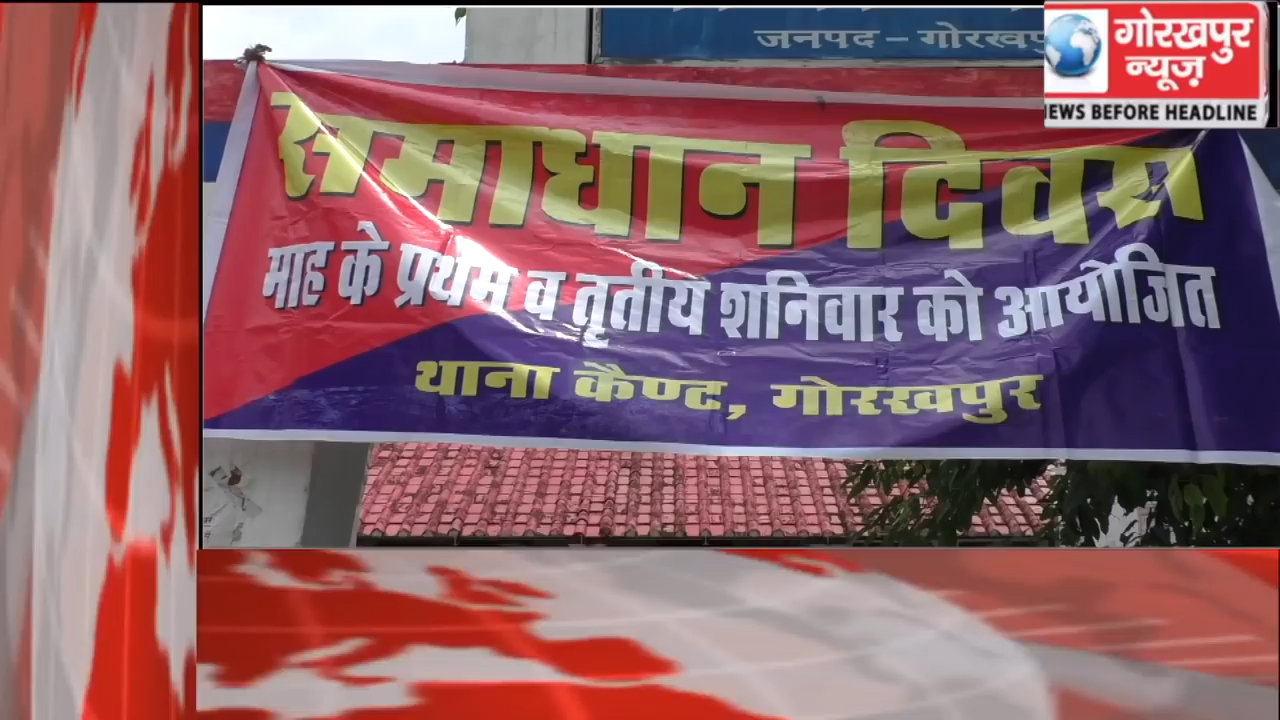 जनपद – गोरखपु
गोरखपुर
न्यूज़
NEWS BEFORE HEADLINE
समाधान दिवस
माह के प्रथम व तृतीय शनिवार को आयोजित
थाना कैण्ट, गोरखपुर